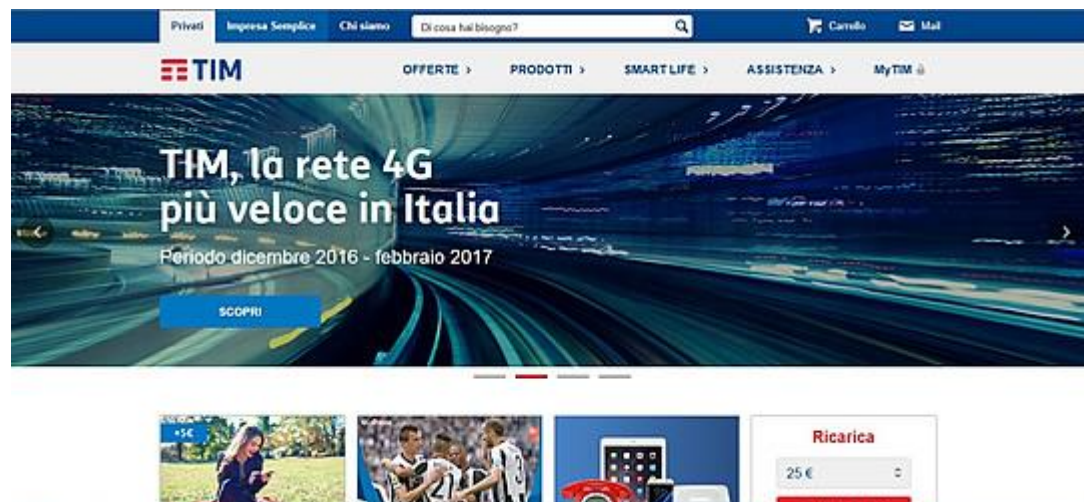 Privati
Impresa Semplice
Chi siamo
Di cosa hai bisogno?
Carrello
Mail
TIM
OFFERTE >
PRODOTTI >
SMART LIFE >
ASSISTENZA >
MyTIM
TIM, la rete 4G
più veloce in Italia
Periodo dicembre 2016 - febbraio 2017
SCOPRI
+5€
Ricarica
25 €